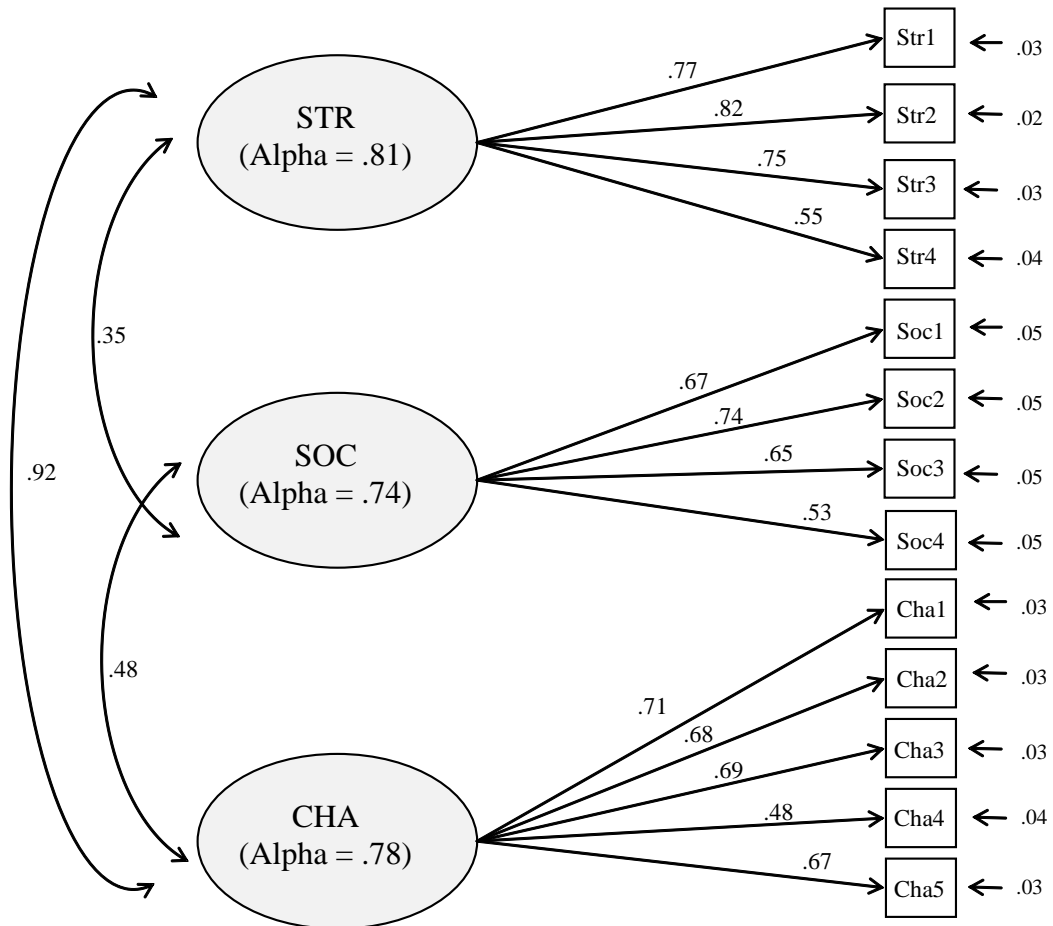 Str1
.03
.77
STR
(Alpha = .81)
.82
Str2
.02
.75
Str3
.03
.55
Str4
.04
.35
Soc1
.05
.67
SOC
(Alpha = .74)
.74
Soc2
.05
.65
Soc3
.05
.92
.53
Soc4
.05
Cha1
.03
.48
.71
Cha2
.03
.68
Cha3
.03
.69
CHA
(Alpha = .78)
.48
Cha4
.04
.67
Cha5
.03